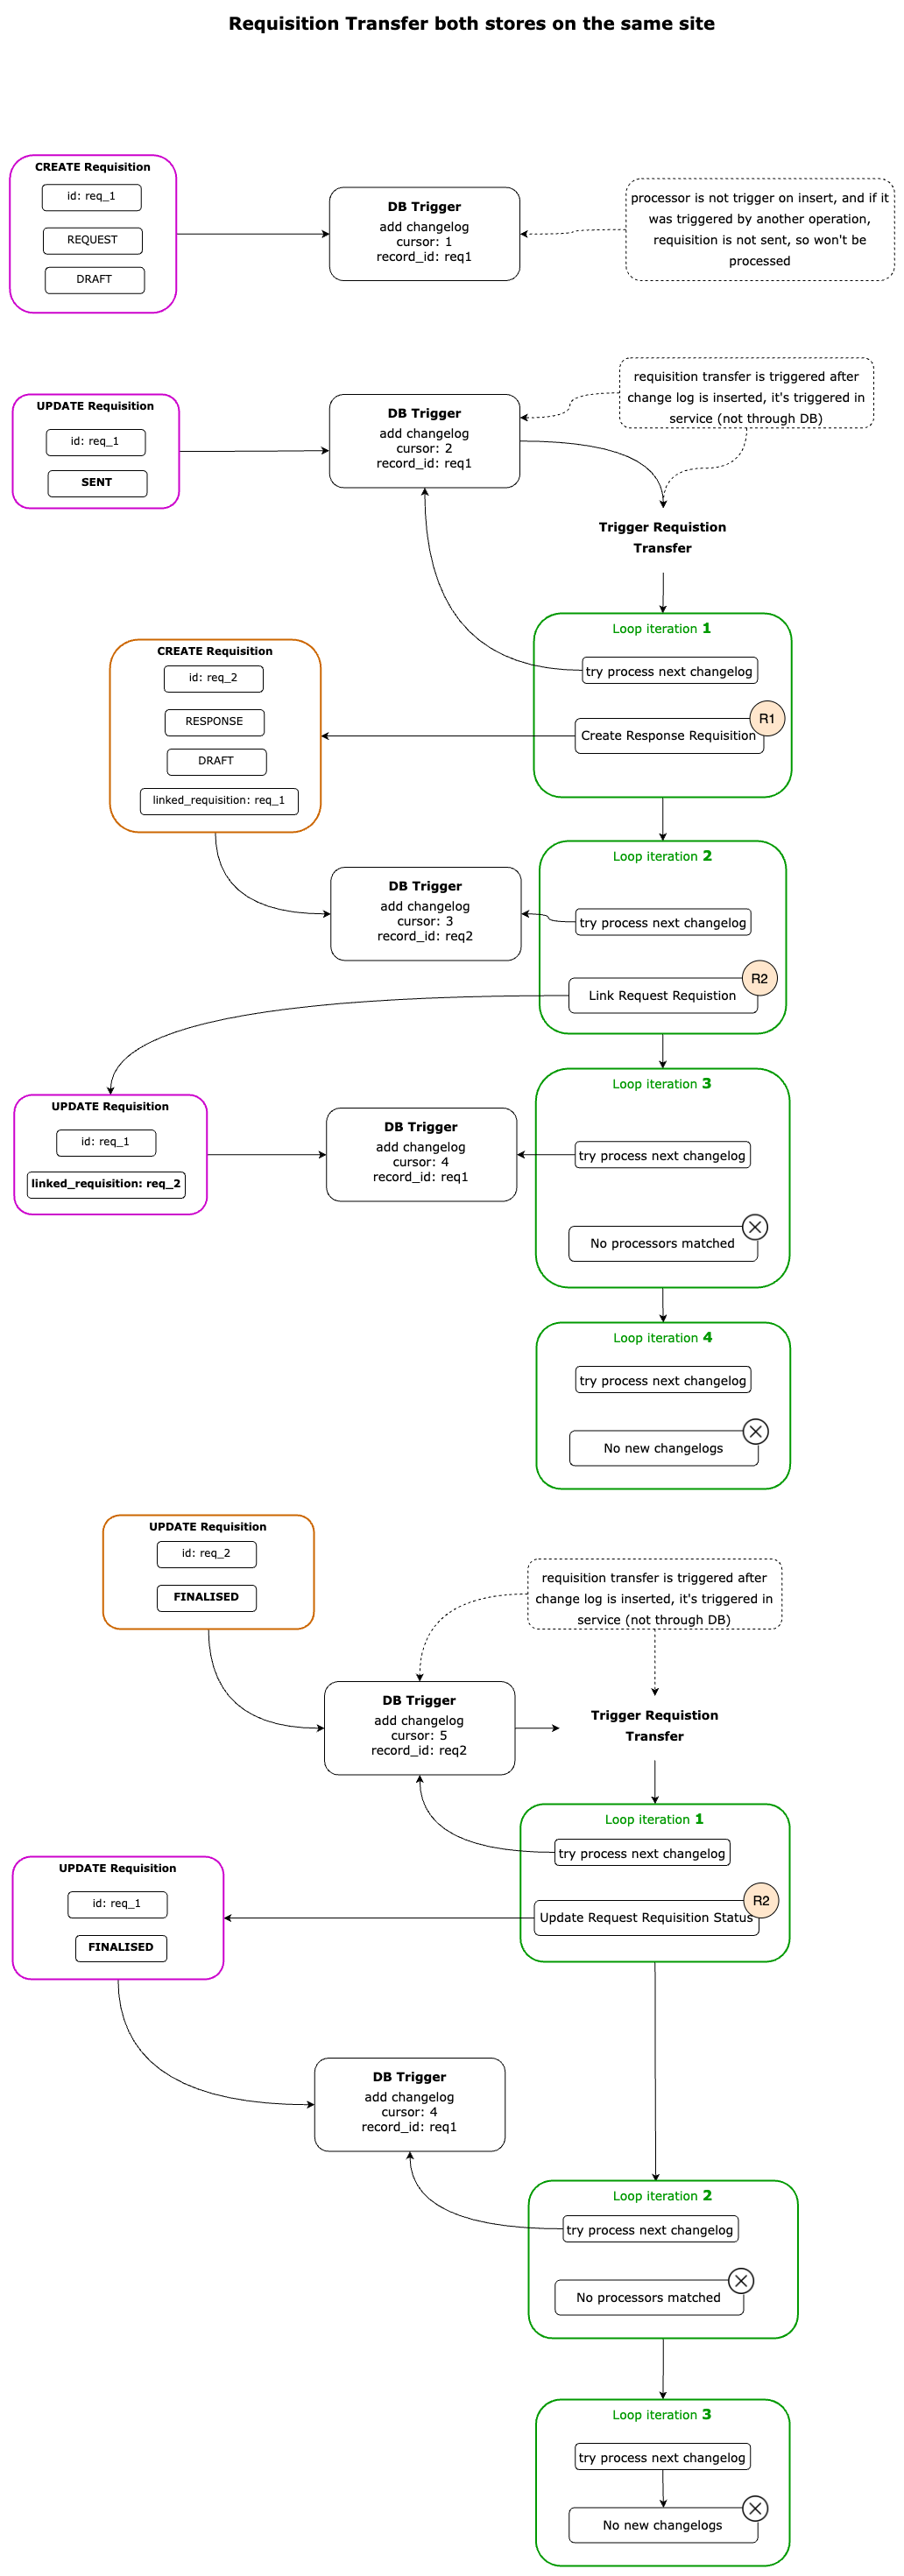 Requisition Transfer both stores on the same site
CREATE Requisition
id: req_1
REQUEST
DRAFT
DB Trigger
add changelog
cursor: 1
record_id: req1
processor is not trigger on insert, and if it
was triggered by another operation,
requisition is not sent, so won't be
processed
UPDATE Requisition
id: req_1
SENT
DB Trigger
add changelog
cursor: 2
record_id: req1
requisition transfer is triggered after
change log is inserted, it's triggered in
service (not through DB)
Trigger Requistion
Transfer
Loop iteration 1
try process next changelog
R1
Create Response Requisition
CREATE Requisition
id: req_2
RESPONSE
DRAFT
linked_requisition: req_1
Loop iteration 2
DB Trigger
add changelog
cursor: 3
record_id: req2
try process next changelog
R2
Link Request Requistion
Loop iteration 3
UPDATE Requisition
id: req_1
linked_requisition: req_2
DB Trigger
add changelog
cursor: 4
record_id: req1
try process next changelog
No processors matched
Loop iteration 4
try process next changelog
No new changelogs
UPDATE Requisition
id: req_2
FINALISED
requisition transfer is triggered after
change log is inserted, it's triggered in
service (not through DB)
DB Trigger
add changelog
cursor: 5
record_id: req2
Trigger Requistion
Transfer
Loop iteration 1
try process next changelog
R2
Update Request Requisition Status
UPDATE Requisition
id: req_1
FINALISED
DB Trigger
add changelog
cursor: 4
record_id: req1
Loop iteration 2
try process next changelog
No processors matched
Loop iteration 3
try process next changelog
No new changelogs